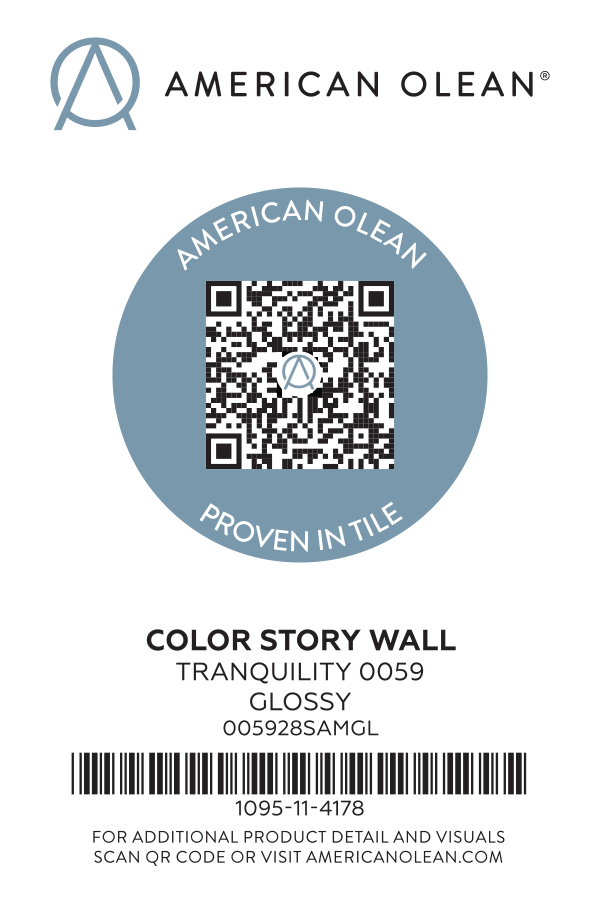 AMERICAN OLEAN®
AMERICAN OLEAN
PROVEN IN TILE
COLOR STORY WALL
TRANQUILITY 0059
GLOSSY
005928SAMGL
1095-11-4178
FOR ADDITIONAL PRODUCT DETAIL AND VISUALS
SCAN QR CODE OR VISIT AMERICANOLEAN.COM